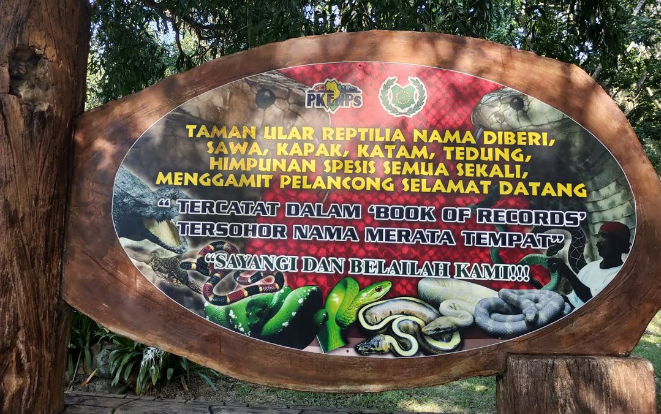 PKFMPS
TAMAN ULAR REPTILIA NAMA DIBERI,
SAWA, KAPAK, KATAM, TEDUNG,
HIMPUNAN SPESIS SEMUA SEKALI,
MENGGAMIT PELANCONG SELAMAT DATANG
“ TERCATAT DALAM ‘BOOK OF RECORDS’
TERSOHOR NAMA MERATA TEMPAT”
“SAYANGI DAN BELAILAH KAMI!!!